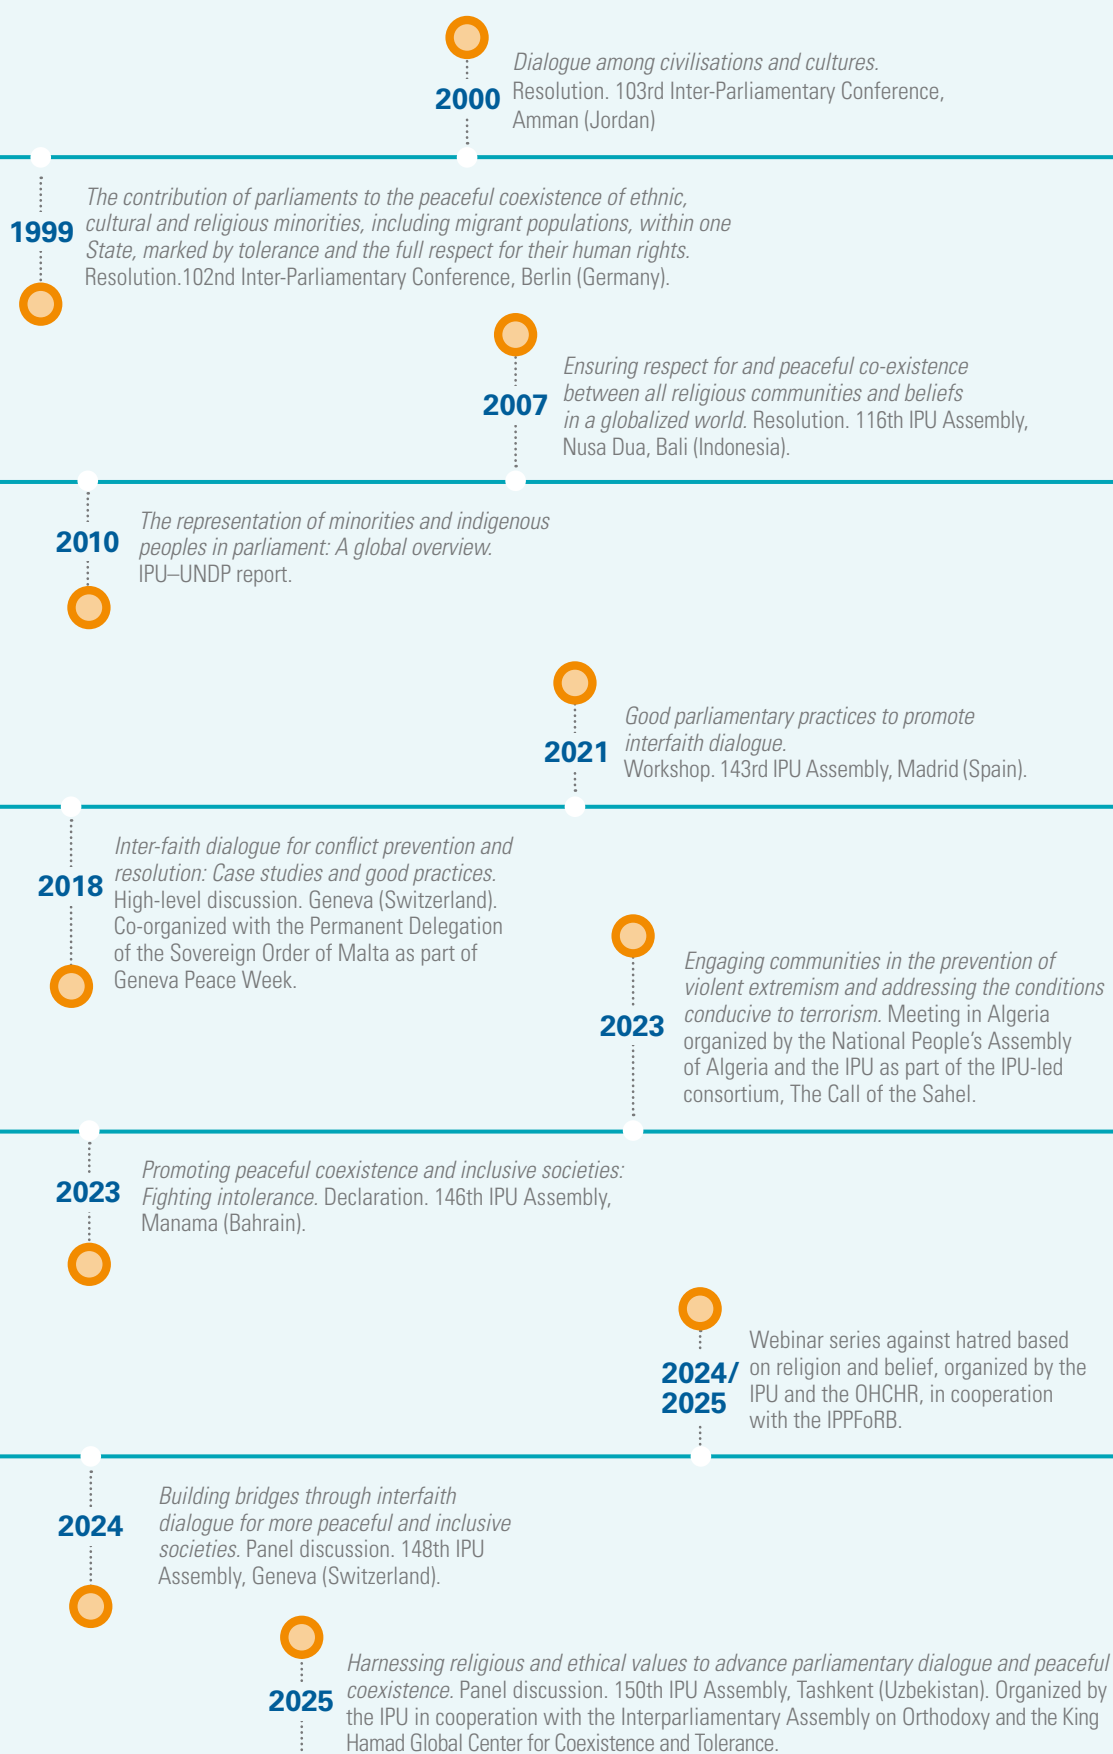 2000
Dialogue among civilisations and cultures.
Resolution. 103rd Inter-Parliamentary Conference,
Amman (Jordan)
1999
The contribution of parliaments to the peaceful coexistence of ethnic,
cultural and religious minorities, including migrant populations, within one
State, marked by tolerance and the full respect for their human rights.
Resolution.102nd Inter-Parliamentary Conference, Berlin (Germany).
2007
Ensuring respect for and peaceful co-existence
between all religious communities and beliefs
in a globalized world. Resolution. 116th IPU Assembly,
Nusa Dua, Bali (Indonesia).
2010
The representation of minorities and indigenous
peoples in parliament: A global overview.
IPU–UNDP report.
2021
Good parliamentary practices to promote
interfaith dialogue.
Workshop. 143rd IPU Assembly, Madrid (Spain).
2018
Inter-faith dialogue for conflict prevention and
resolution: Case studies and good practices.
High-level discussion. Geneva (Switzerland).
Co-organized with the Permanent Delegation
of the Sovereign Order of Malta as part of
Geneva Peace Week.
2023
Engaging communities in the prevention of
violent extremism and addressing the conditions
conducive to terrorism. Meeting in Algeria
organized by the National People's Assembly
of Algeria and the IPU as part of the IPU-led
consortium, The Call of the Sahel.
2023
Promoting peaceful coexistence and inclusive societies:
Fighting intolerance. Declaration. 146th IPU Assembly,
Manama (Bahrain).
2024/
2025
Webinar series against hatred based
on religion and belief, organized by the
IPU and the OHCHR, in cooperation
with the IPPFoRB.
2024
Building bridges through interfaith
dialogue for more peaceful and inclusive
societies. Panel discussion. 148th IPU
Assembly, Geneva (Switzerland).
2025
Harnessing religious and ethical values to advance parliamentary dialogue and peaceful
coexistence. Panel discussion. 150th IPU Assembly, Tashkent (Uzbekistan). Organized by
the IPU in cooperation with the Interparliamentary Assembly on Orthodoxy and the King
Hamad Global Center for Coexistence and Tolerance.